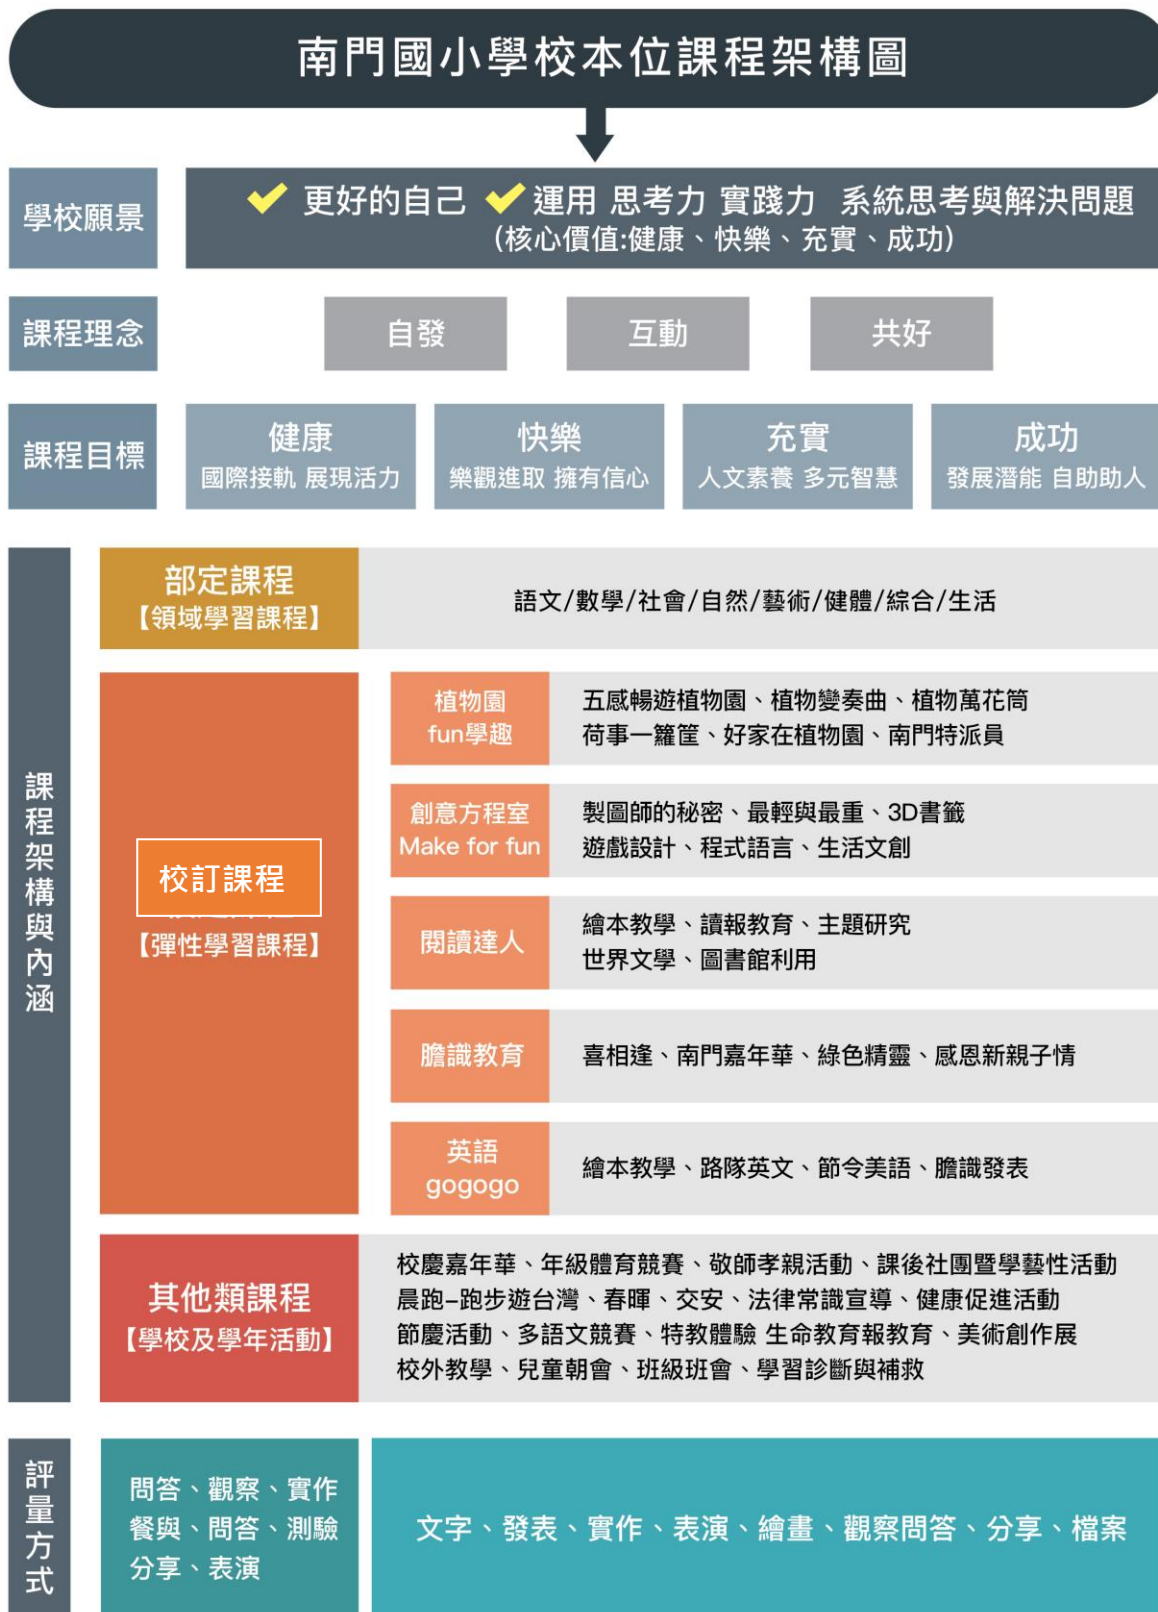 南門國小學校本位課程架構圖
學校願景
更好的自己 運用 思考力 實踐力 系統思考與解決問題
(核心價值:健康、快樂、充實、成功)
課程理念
自發
互動
共好
課程目標
健康
國際接軌 展現活力
快樂
樂觀進取 擁有信心
充實
人文素養 多元智慧
成功
發展潛能 自助助人
課程架構與內涵
部定課程
【領域學習課程】
語文/數學/社會/自然/藝術/健體/綜合/生活
校訂課程
【彈性學習課程】
植物園
fun學趣
五感暢遊植物園、植物變奏曲、植物萬花筒
荷事一籮筐、好家在植物園、南門特派員
創意方程室
Make for fun
製圖師的秘密、最輕與最重、3D書籤
遊戲設計、程式語言、生活文創
閱讀達人
繪本教學、讀報教育、主題研究
世界文學、圖書館利用
膽識教育
喜相逢、南門嘉年華、綠色精靈、感恩新親子情
英語
gogogo
繪本教學、路隊英文、節令美語、膽識發表
其他類課程
【學校及學年活動】
校慶嘉年華、年級體育競賽、敬師孝親活動、課後社團暨學藝性活動
晨跑-跑步遊台灣、春暉、交安、法律常識宣導、健康促進活動
節慶活動、多語文競賽、特教體驗 生命教育報教育、美術創作展
校外教學、兒童朝會、班級班會、學習診斷與補救
評量方式
問答、觀察、實作
餐與、問答、測驗
分享、表演
文字、發表、實作、表演、繪畫、觀察問答、分享、檔案